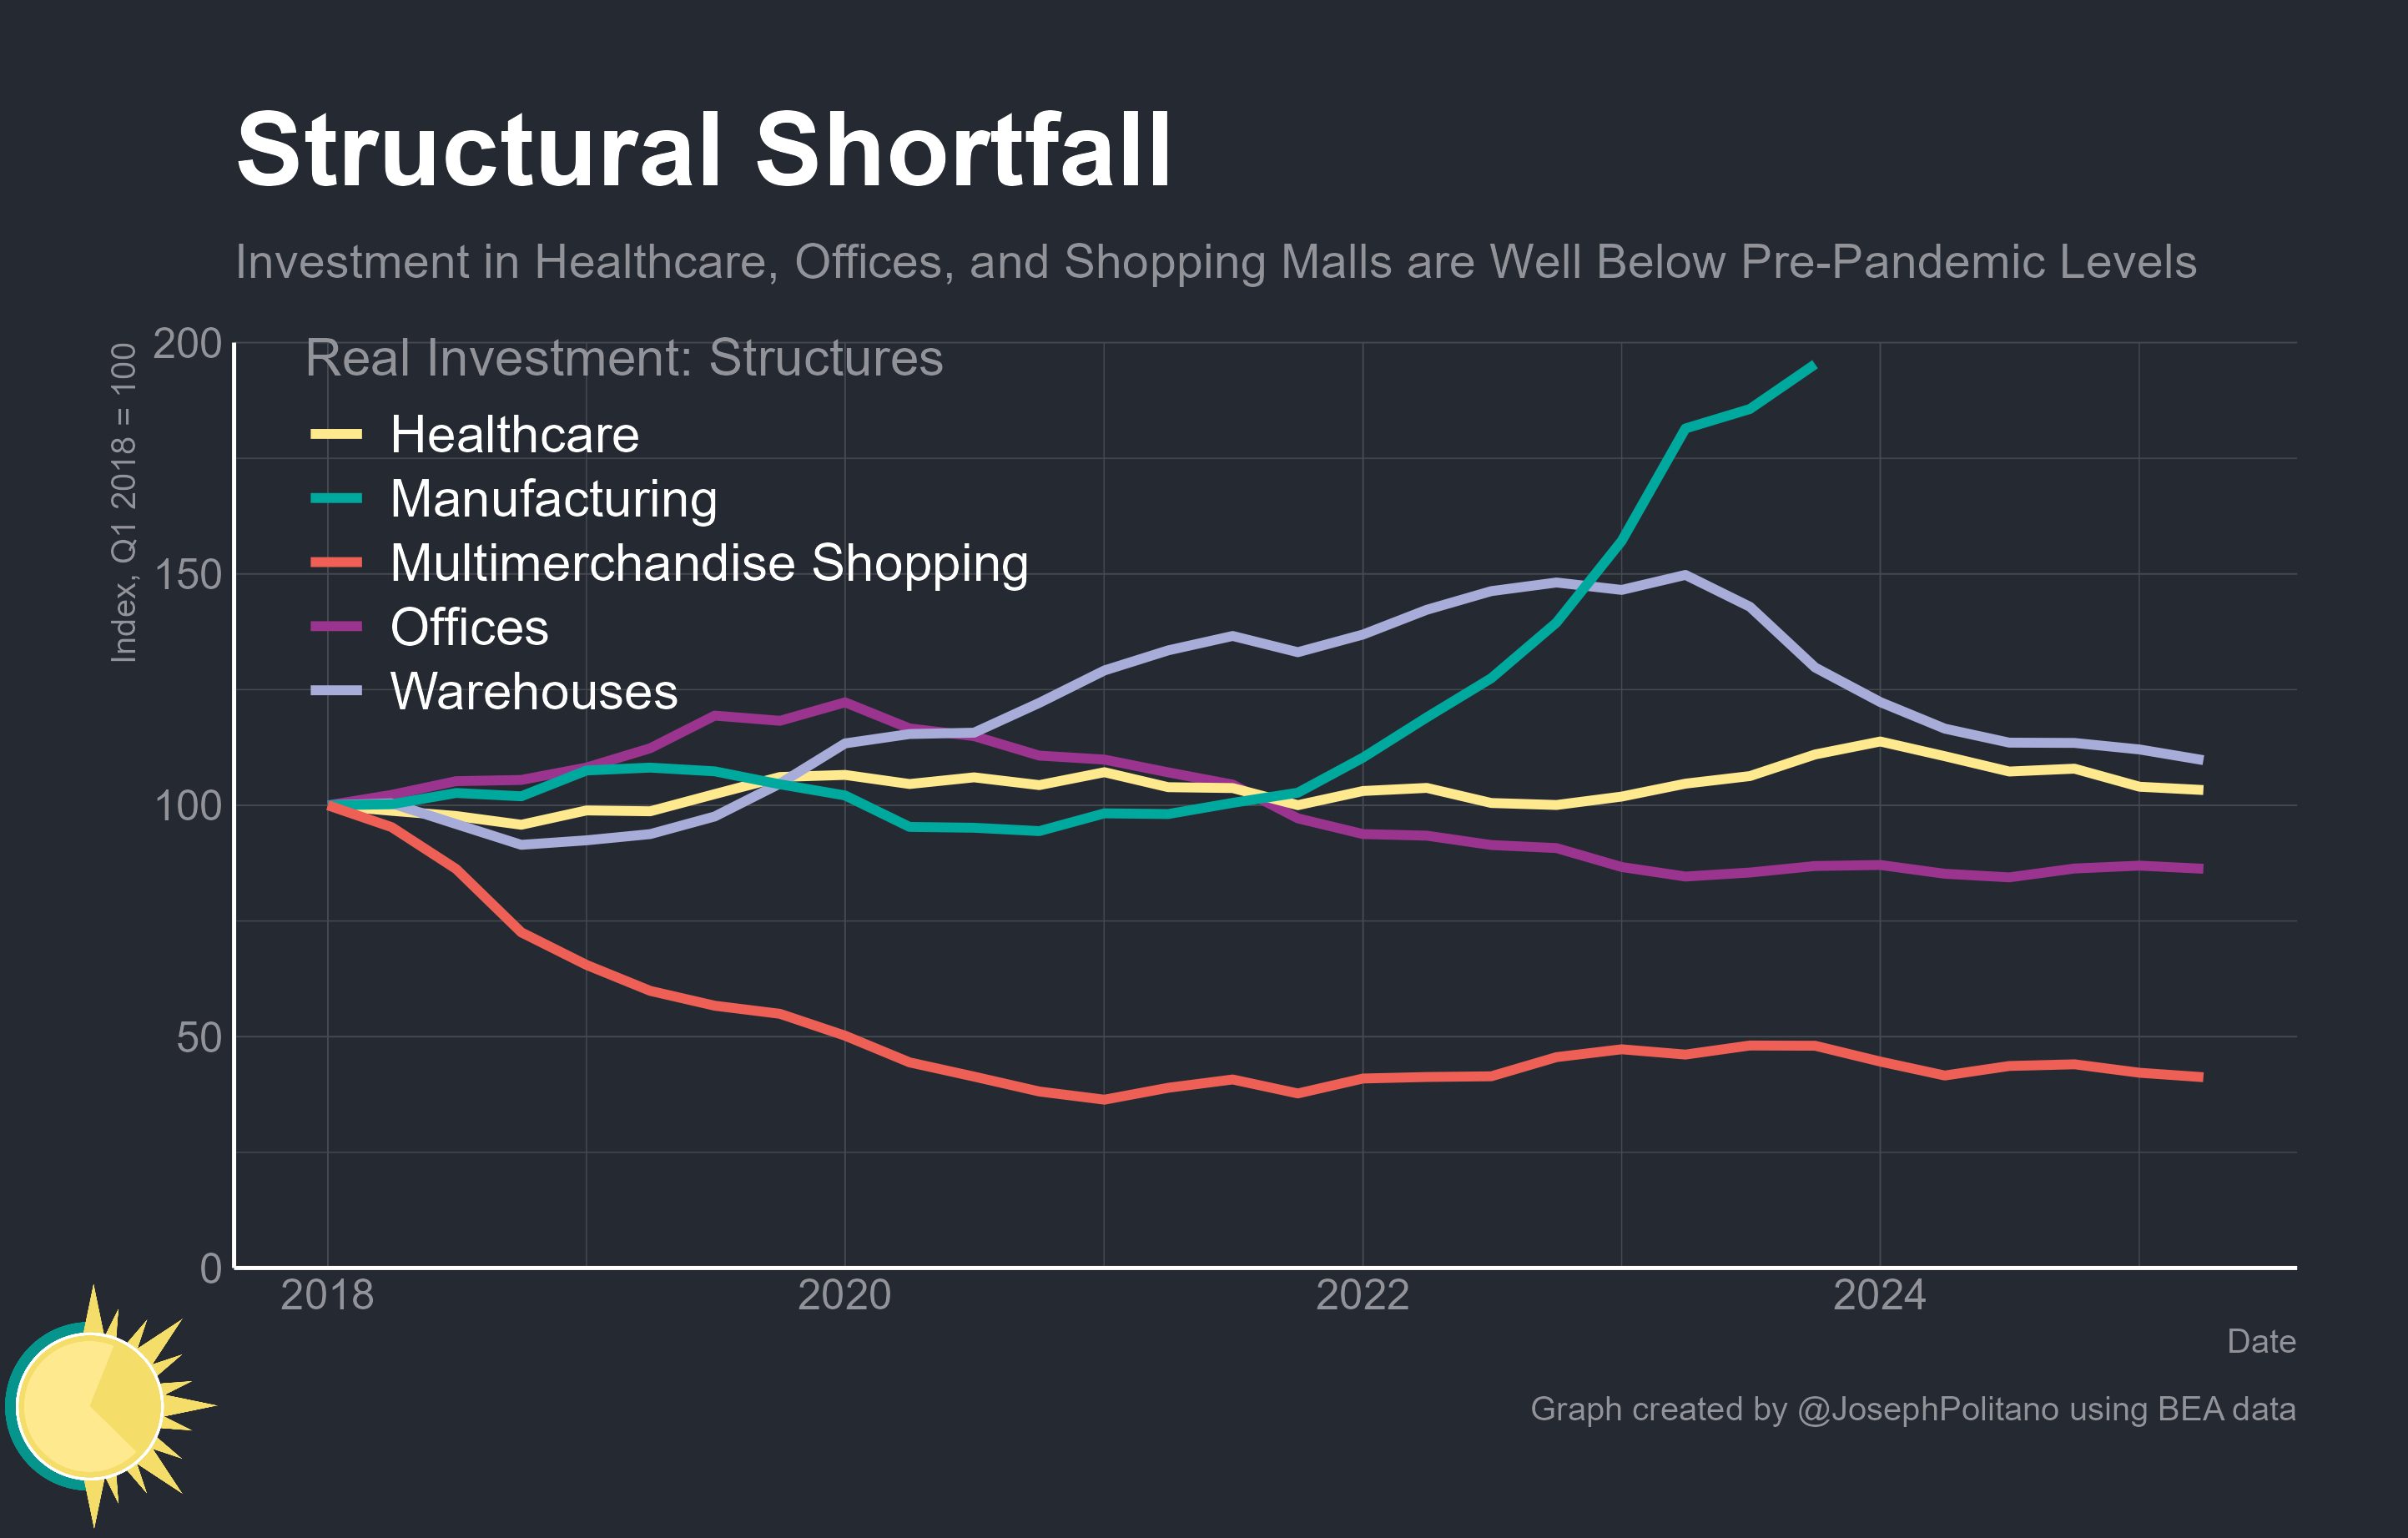 Structural Shortfall
Investment in Healthcare, Offices, and Shopping Malls are Well Below Pre-Pandemic Levels
Index, Q1 2018 = 100
200
150
100
50
0
Real Investment: Structures
Healthcare
Manufacturing
Multimerchandise Shopping
Offices
Warehouses
2018
2020
2022
2024
Date
Graph created by @JosephPolitano using BEA data